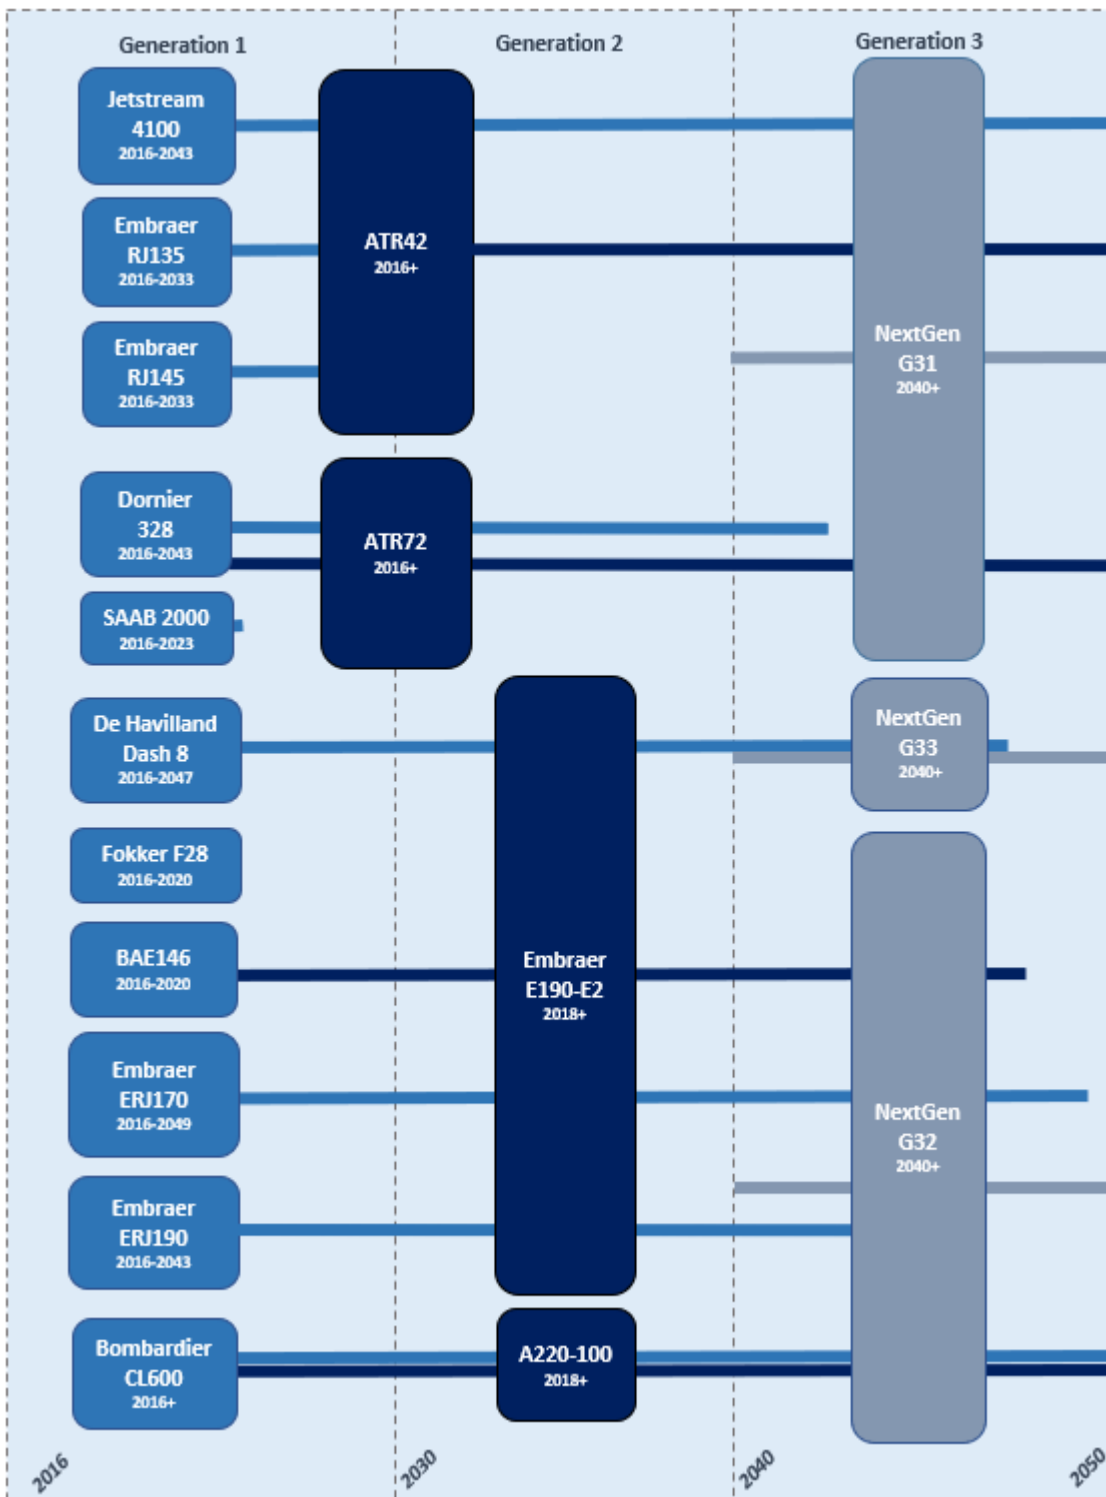 Generation 1
Generation 2
Generation 3
Jetstream
4100
2016-2043
Embraer
RJ135
2016-2033
Embraer
RJ145
2016-2033
Dornier
328
2016-2043
SAAB 2000
2016-2023
De Havilland
Dash 8
2016-2047
Fokker F28
2016-2020
BAE146
2016-2020
Embraer
ERJ170
2016-2049
Embraer
ERJ190
2016-2043
Bombardier
CL600
2016+
ATR42
2016+
ATR72
2016+
Embraer
E190-E2
2018+
A220-100
2018+
NextGen
G31
2040+
NextGen
G33
2040+
NextGen
G32
2040+
2016
2030
2040
2050